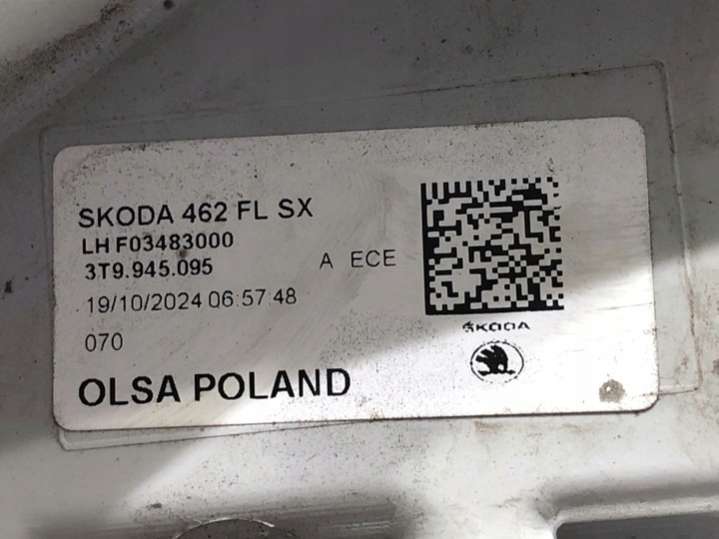 SKODA 462 FL SX
LH F03483000
3T9.945.095
A ECE
19/10/2024 06:57:48
070
SKODA
OLSA POLAND